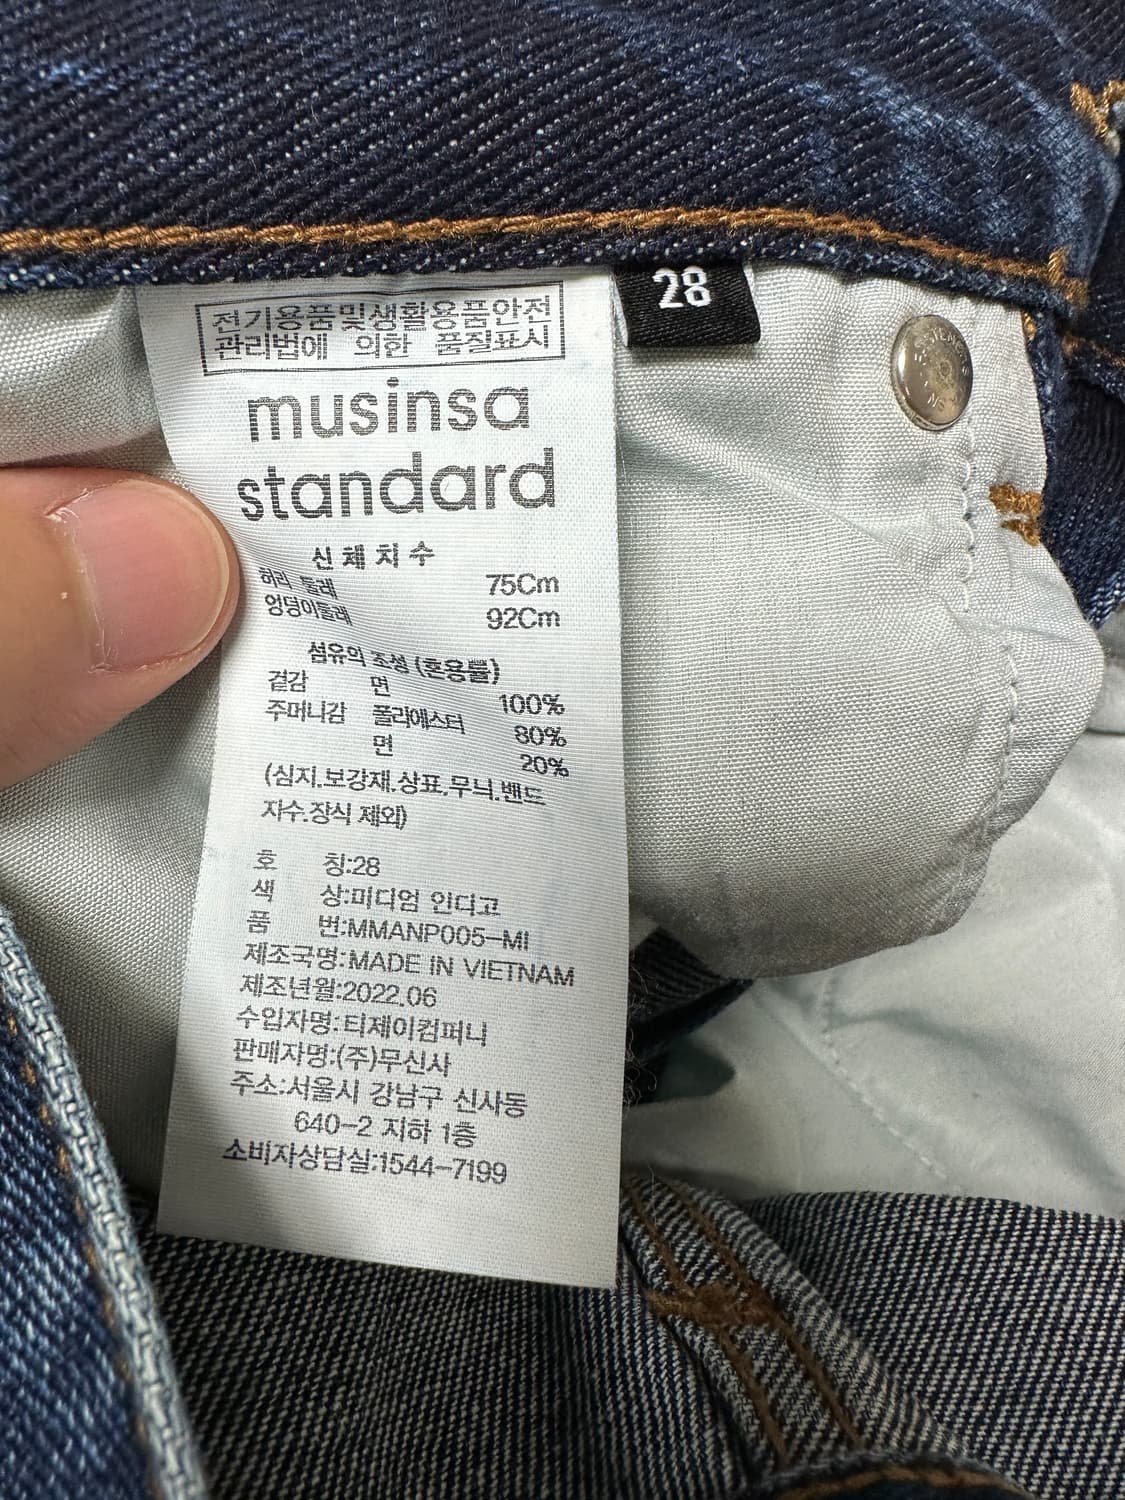 전기용품및생활용품안전
관리법에 의한 품질표시
28
musinsa
standard
신체치수
허리 둘레 75Cm
엉덩이둘레 92Cm
섬유의 조성 (혼용률)
겉감 면 100%
주머니감 폴리에스터 80%
면 20%
(심지.보강재.상표.무늬.밴드
자수.장식 제외)
호 칭:28
색 상:미디엄 인디고
품 번:MMANP005-MI
제조국명:MADE IN VIETNAM
제조년월:2022.06
수입자명:티제이컴퍼니
판매자명:(주)무신사
주소:서울시 강남구 신사동
640-2 지하 1층
소비자상담실:1544-7199